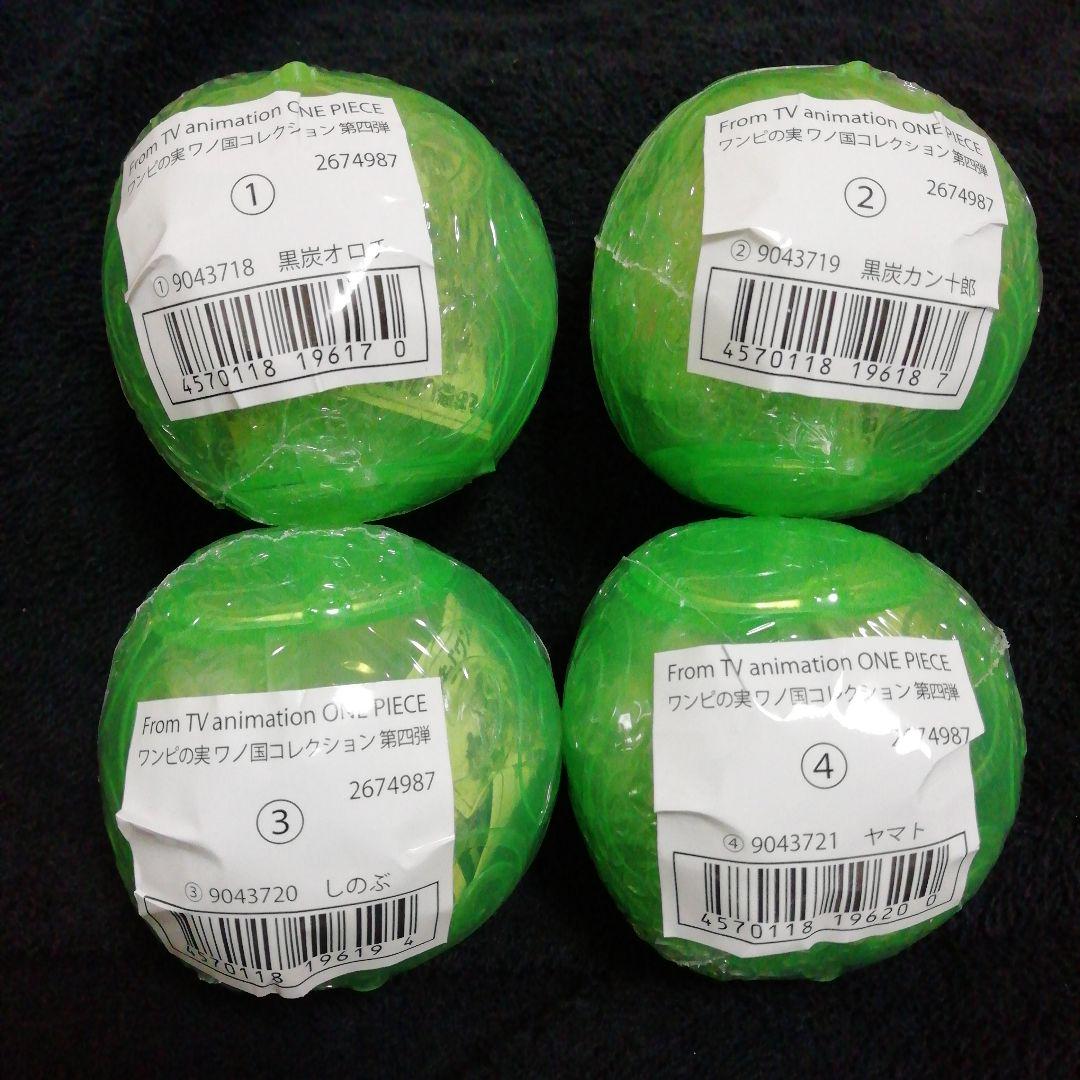 From TV animation ONE PIECE
ワンピの実 ワノ国コレクション 第四弾
2674987
①
①9043718 黒炭オロチ
4570118 19617 0
From TV animation ONE PIECE
ワンピの実 ワノ国コレクション 第四弾
2674987
②
② 9043719 黒炭カン十郎
4570118 19618 7
From TV animation ONE PIECE
ワンピの実 ワノ国コレクション 第四弾
2674987
③
③ 9043720 しのぶ
4570118 19619 4
From TV animation ONE PIECE
ワンピの実 ワノ国コレクション 第四弾
2674987
④
④ 9043721 ヤマト
4570118 19620 0